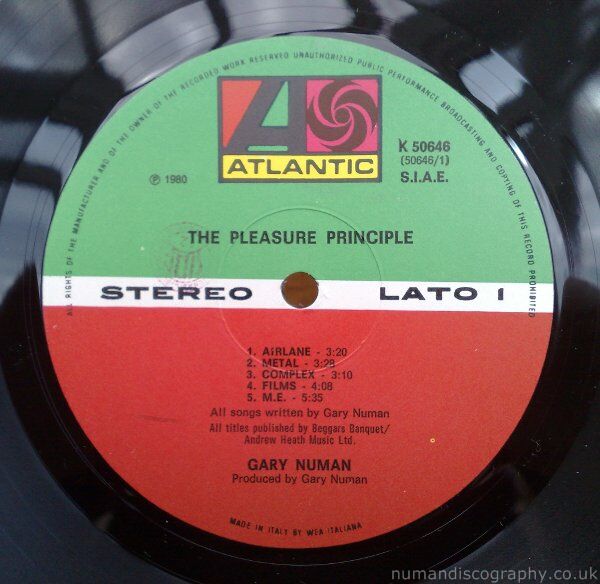 ALL RIGHTS OF THE MANUFACTURER AND OF THE OWNER OF THE RECORDED WORK RESERVED UNAUTHORIZED PUBLIC PERFORMANCE BROADCASTING AND COPYING OF THIS RECORD PROHIBITED
A
ATLANTIC
K 50646
(50646/1)
S.I.A.E.
℗ 1980
THE PLEASURE PRINCIPLE
STEREO LATO 1
1. AIRLANE - 3:20
2. METAL - 3:28
3. COMPLEX - 3:10
4. FILMS - 4:08
5. M.E. - 5:35
All songs written by Gary Numan
All titles published by Beggars Banquet/
Andrew Heath Music Ltd.
GARY NUMAN
Produced by Gary Numan
MADE IN ITALY BY WEA ITALIANA
numandiscography.co.uk